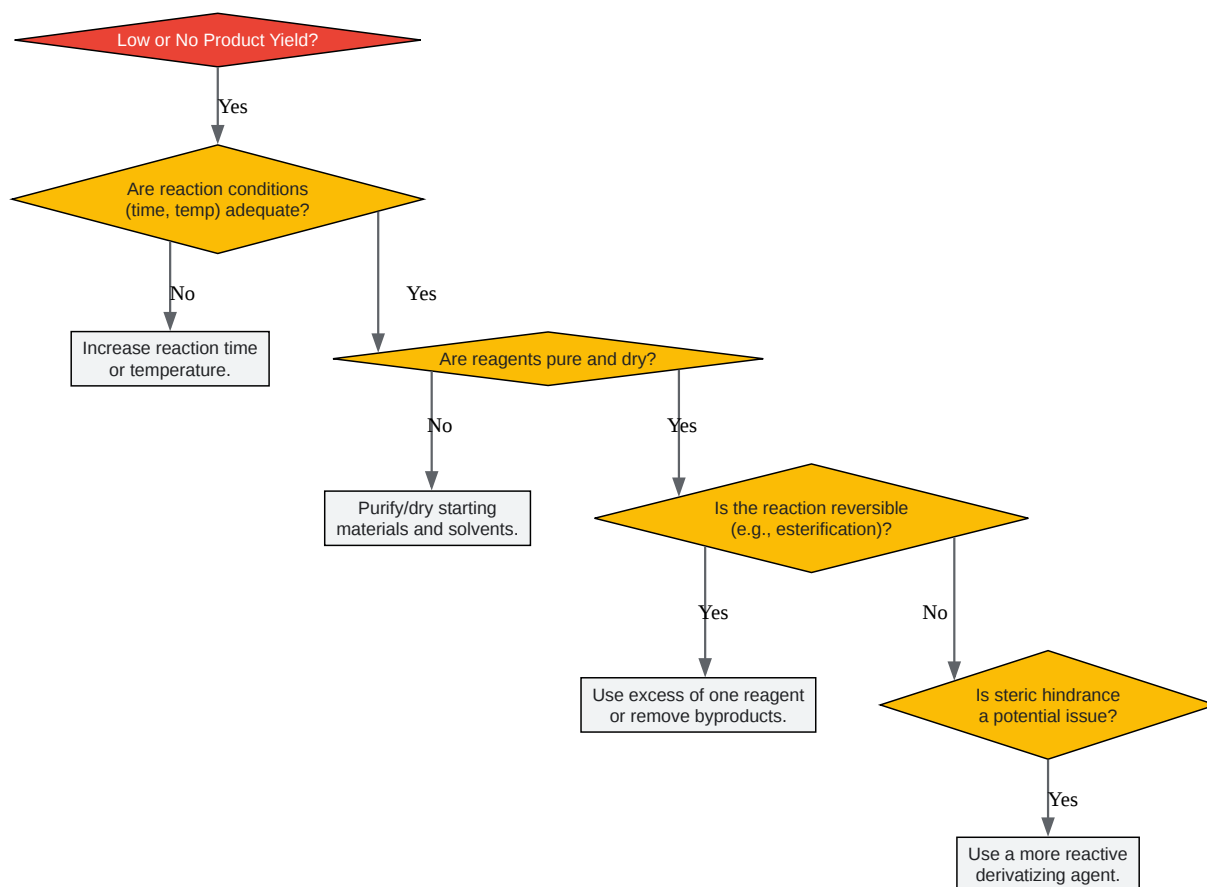 Low or No Product Yield?
Yes
Are reaction conditions
(time, temp) adequate?
No
Yes
Increase reaction time
or temperature.
Are reagents pure and dry?
No
Yes
Purify/dry starting
materials and solvents.
Is the reaction reversible
(e.g., esterification)?
Yes
No
Use excess of one reagent
or remove byproducts.
Is steric hindrance
a potential issue?
Yes
Use a more reactive
derivatizing agent.